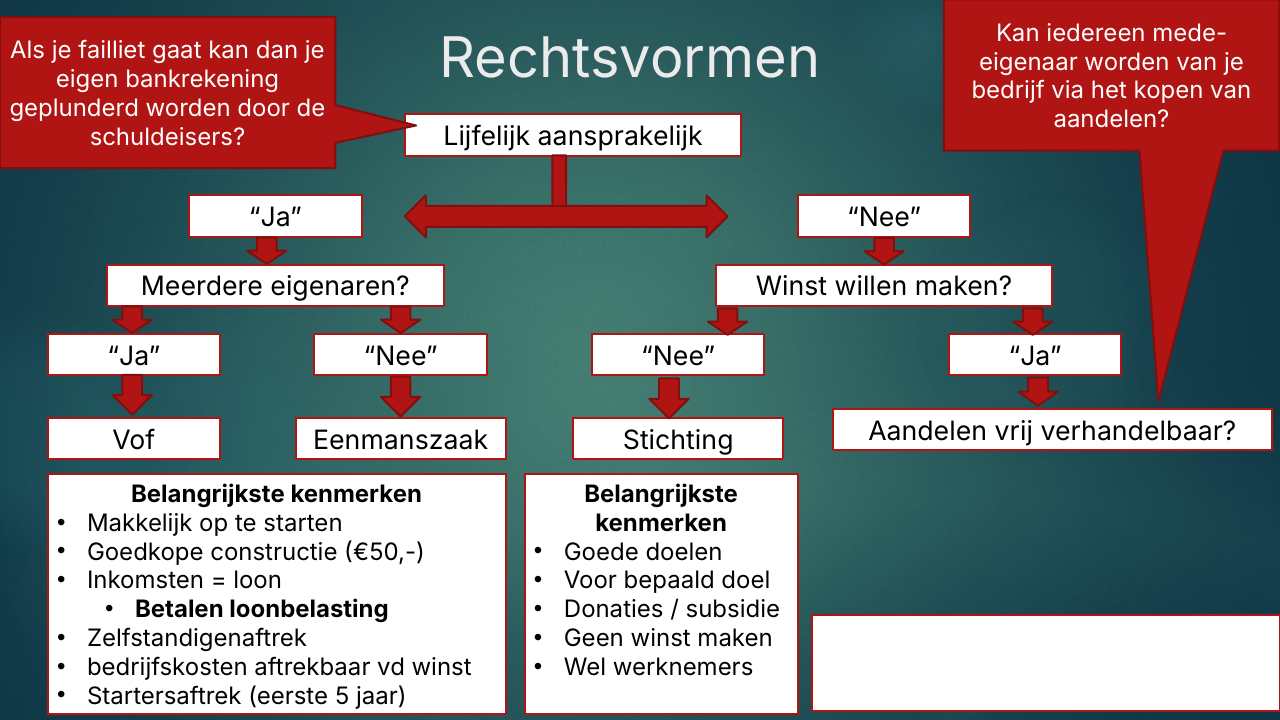 Als je failliet gaat kan dan je
eigen bankrekening
geplunderd worden door de
schuldeisers?
Rechtsvormen
Kan iedereen mede-
eigenaar worden van je
bedrijf via het kopen van
aandelen?
Lijfelijk aansprakelijk
“Ja”
“Nee”
Meerdere eigenaren?
Winst willen maken?
“Ja”
“Nee”
“Nee”
“Ja”
Vof
Eenmanszaak
Stichting
Aandelen vrij verhandelbaar?
Belangrijkste kenmerken
• Makkelijk op te starten
• Goedkope constructie (€50,-)
• Inkomsten = loon
• Betalen loonbelasting
• Zelfstandigenaftrek
• bedrijfskosten aftrekbaar vd winst
• Startersaftrek (eerste 5 jaar)
Belangrijkste
kenmerken
• Goede doelen
• Voor bepaald doel
• Donaties / subsidie
• Geen winst maken
• Wel werknemers